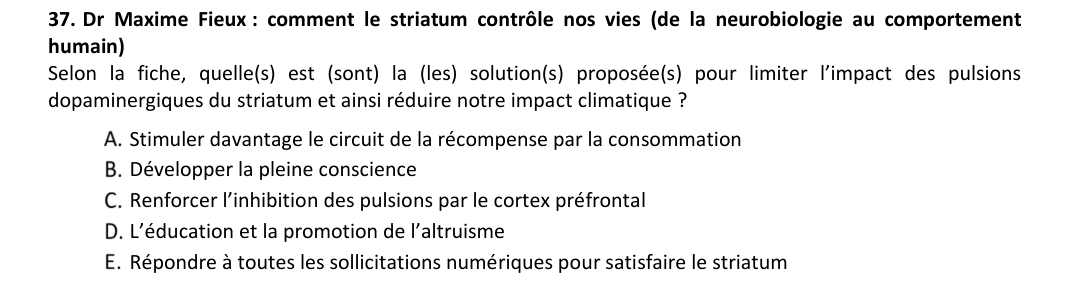 37. Dr Maxime Fieux : comment le striatum contrôle nos vies (de la neurobiologie au comportement
humain)
Selon la fiche, quelle(s) est (sont) la (les) solution(s) proposée(s) pour limiter l’impact des pulsions
dopaminergiques du striatum et ainsi réduire notre impact climatique ?
A. Stimuler davantage le circuit de la récompense par la consommation
B. Développer la pleine conscience
C. Renforcer l’inhibition des pulsions par le cortex préfrontal
D. L’éducation et la promotion de l’altruisme
E. Répondre à toutes les sollicitations numériques pour satisfaire le striatum